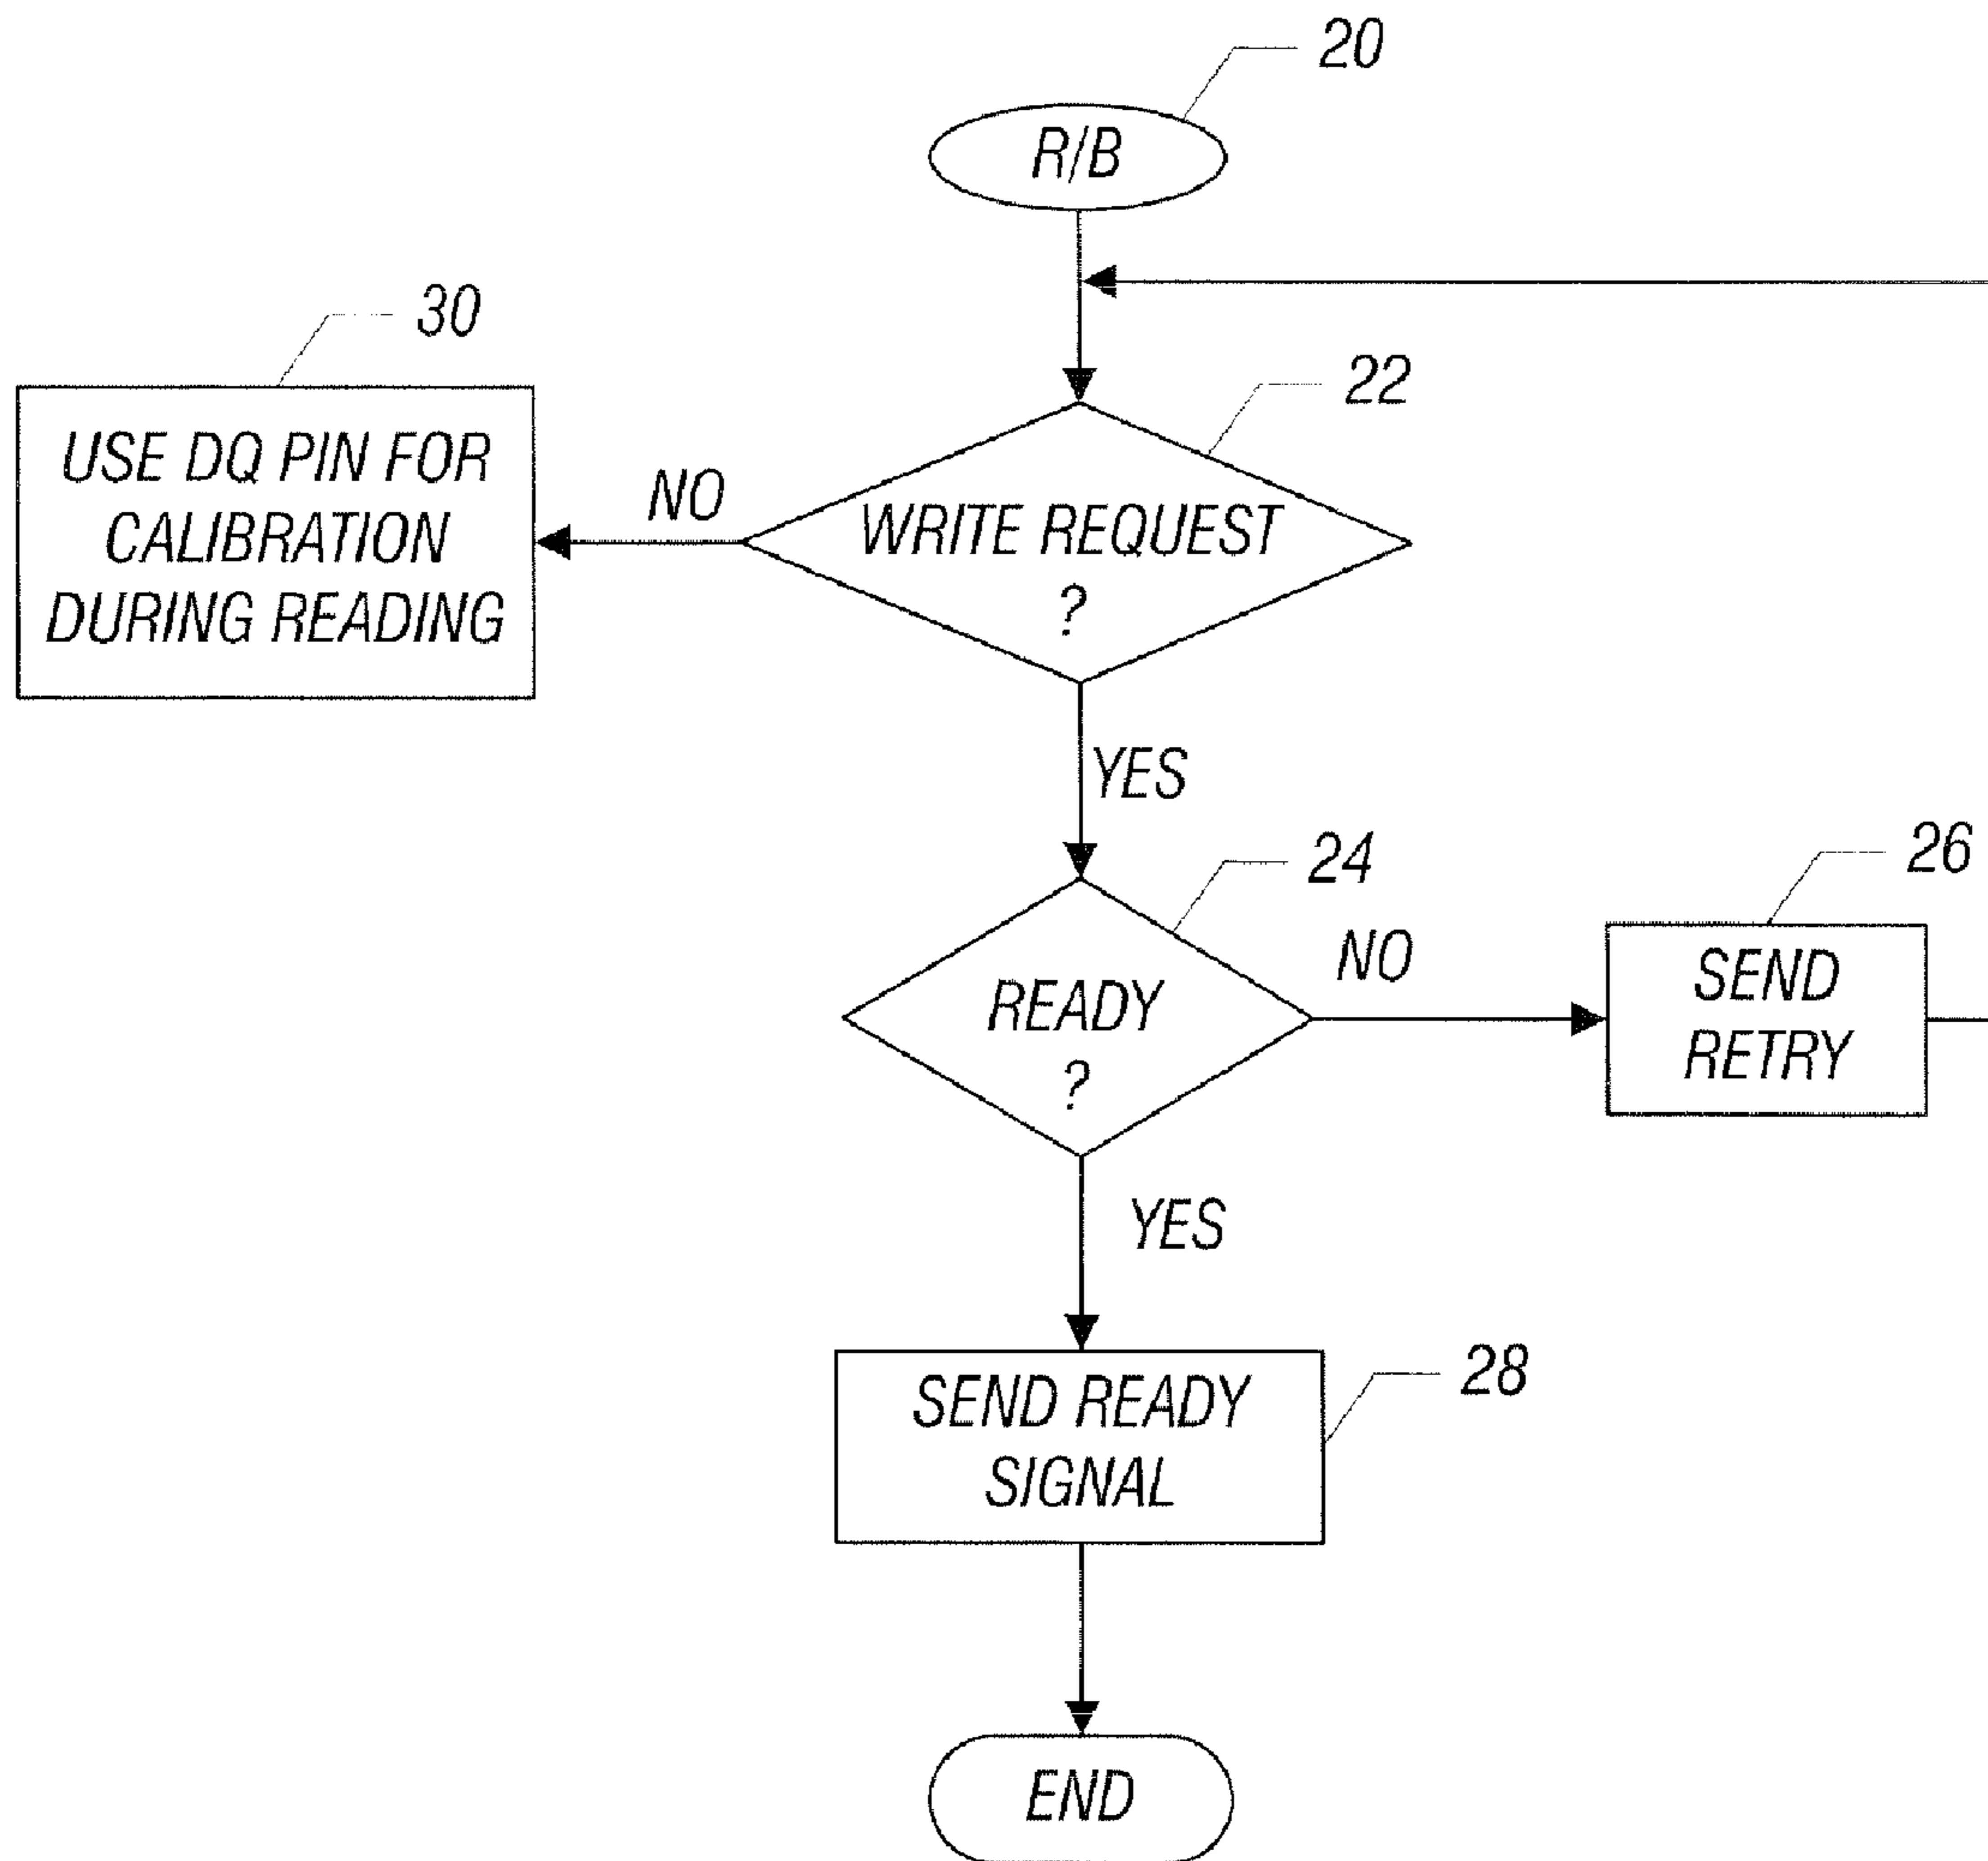 20
R/B
30
22
USE DQ PIN FOR
CALIBRATION
DURING READING
NO
WRITE REQUEST
?
YES
24
26
NO
READY
?
SEND
RETRY
YES
28
SEND READY
SIGNAL
END